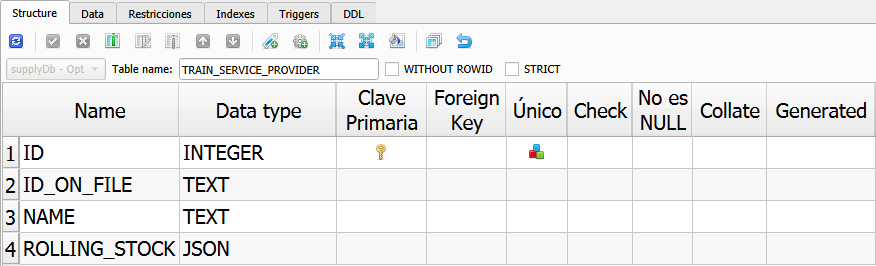 Structure Data Restricciones Indexes Triggers DDL
supplyDb - Opt Table name: TRAIN_SERVICE_PROVIDER WITHOUT ROWID STRICT
Name Data type Clave Primaria Foreign Key Único Check No es NULL Collate Generated
1 ID INTEGER
2 ID_ON_FILE TEXT
3 NAME TEXT
4 ROLLING_STOCK JSON